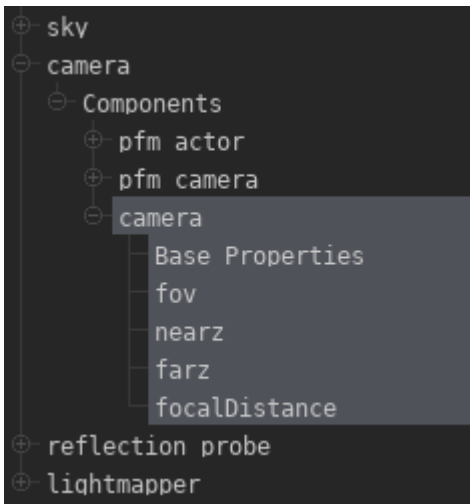 sky
camera
Components
pfm actor
pfm camera
camera
Base Properties
fov
nearz
farz
focalDistance
reflection probe
lightmapper